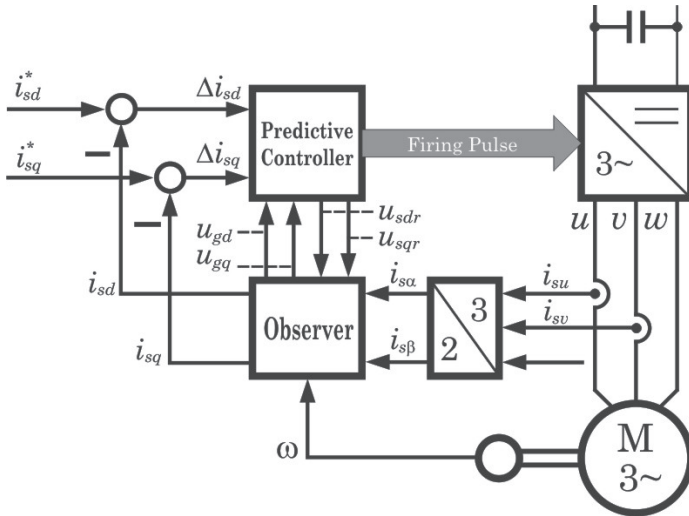 i*sd
Δisd
Predictive
Controller
Firing Pulse
3~
i*sq
Δisq
u v w
ugd
ugq
usdr
usqr
isd
isα
isu
Observer
3
2
isv
isq
isβ
ω
M
3~